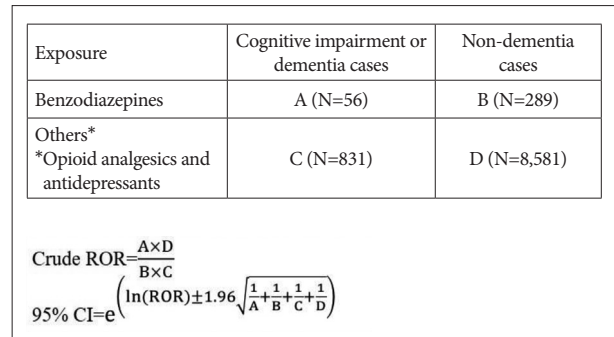 Exposure
Cognitive impairment or
dementia cases
Non-dementia
cases
Benzodiazepines
A (N=56)
B (N=289)
Others*
*Opioid analgesics and
antidepressants
C (N=831)
D (N=8,581)
Crude ROR=A×D/B×C
95% CI=e^(ln(ROR)±1.96√(1/A+1/B+1/C+1/D))